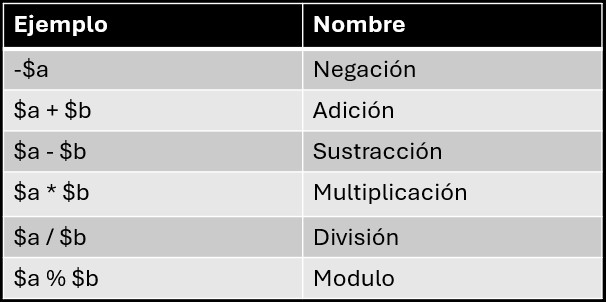 Ejemplo Nombre
-$a Negación
$a + $b Adición
$a - $b Sustracción
$a * $b Multiplicación
$a / $b División
$a % $b Modulo